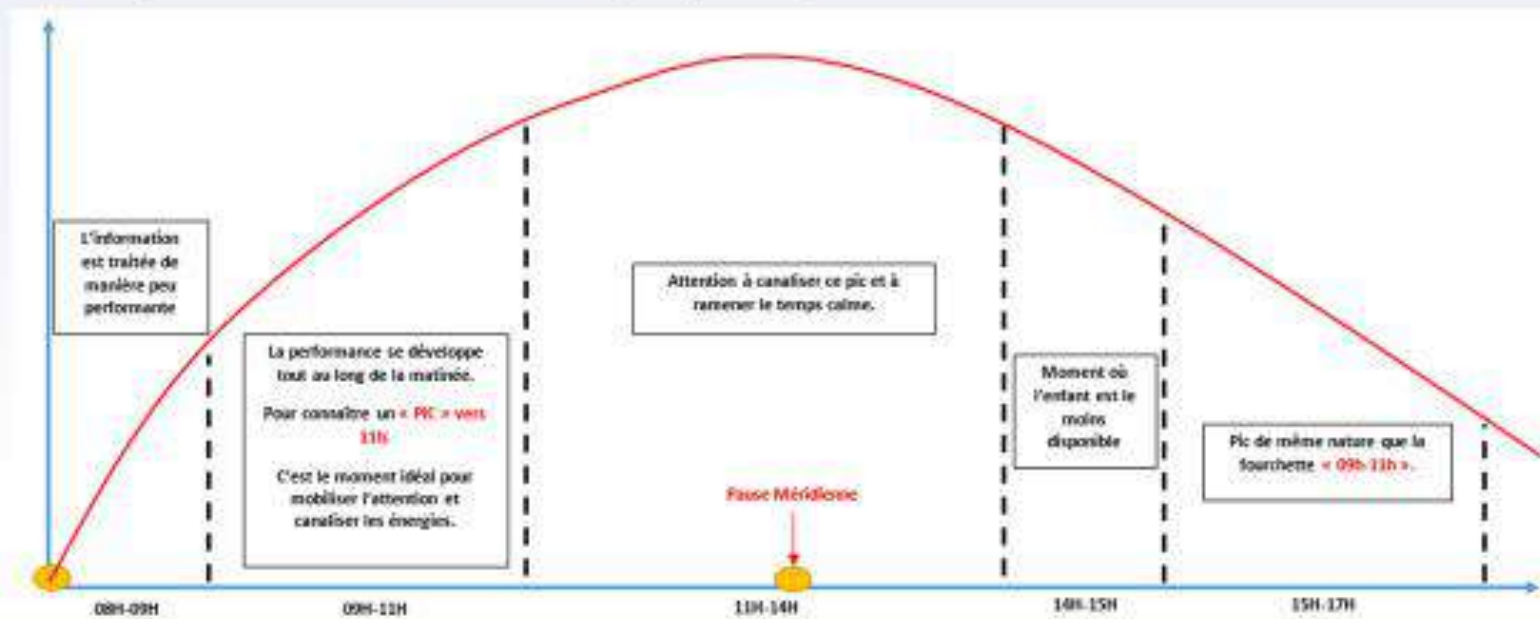 L'information
est traitée de
manière peu
performante
La performance se développe
tout au long de la matinée.
Pour connaître un « PIC » vers
11h
C'est le moment idéal pour
mobiliser l'attention et
canaliser les énergies.
Attention à canaliser ce pic et à
ramener le temps calme.
Pause Méridienne
Moment où
l'enfant est le
moins
disponible
Pic de même nature que la
fourchette « 09h-11h ».
08H-09H
09H-11H
11H-14H
14H-15H
15H-17H